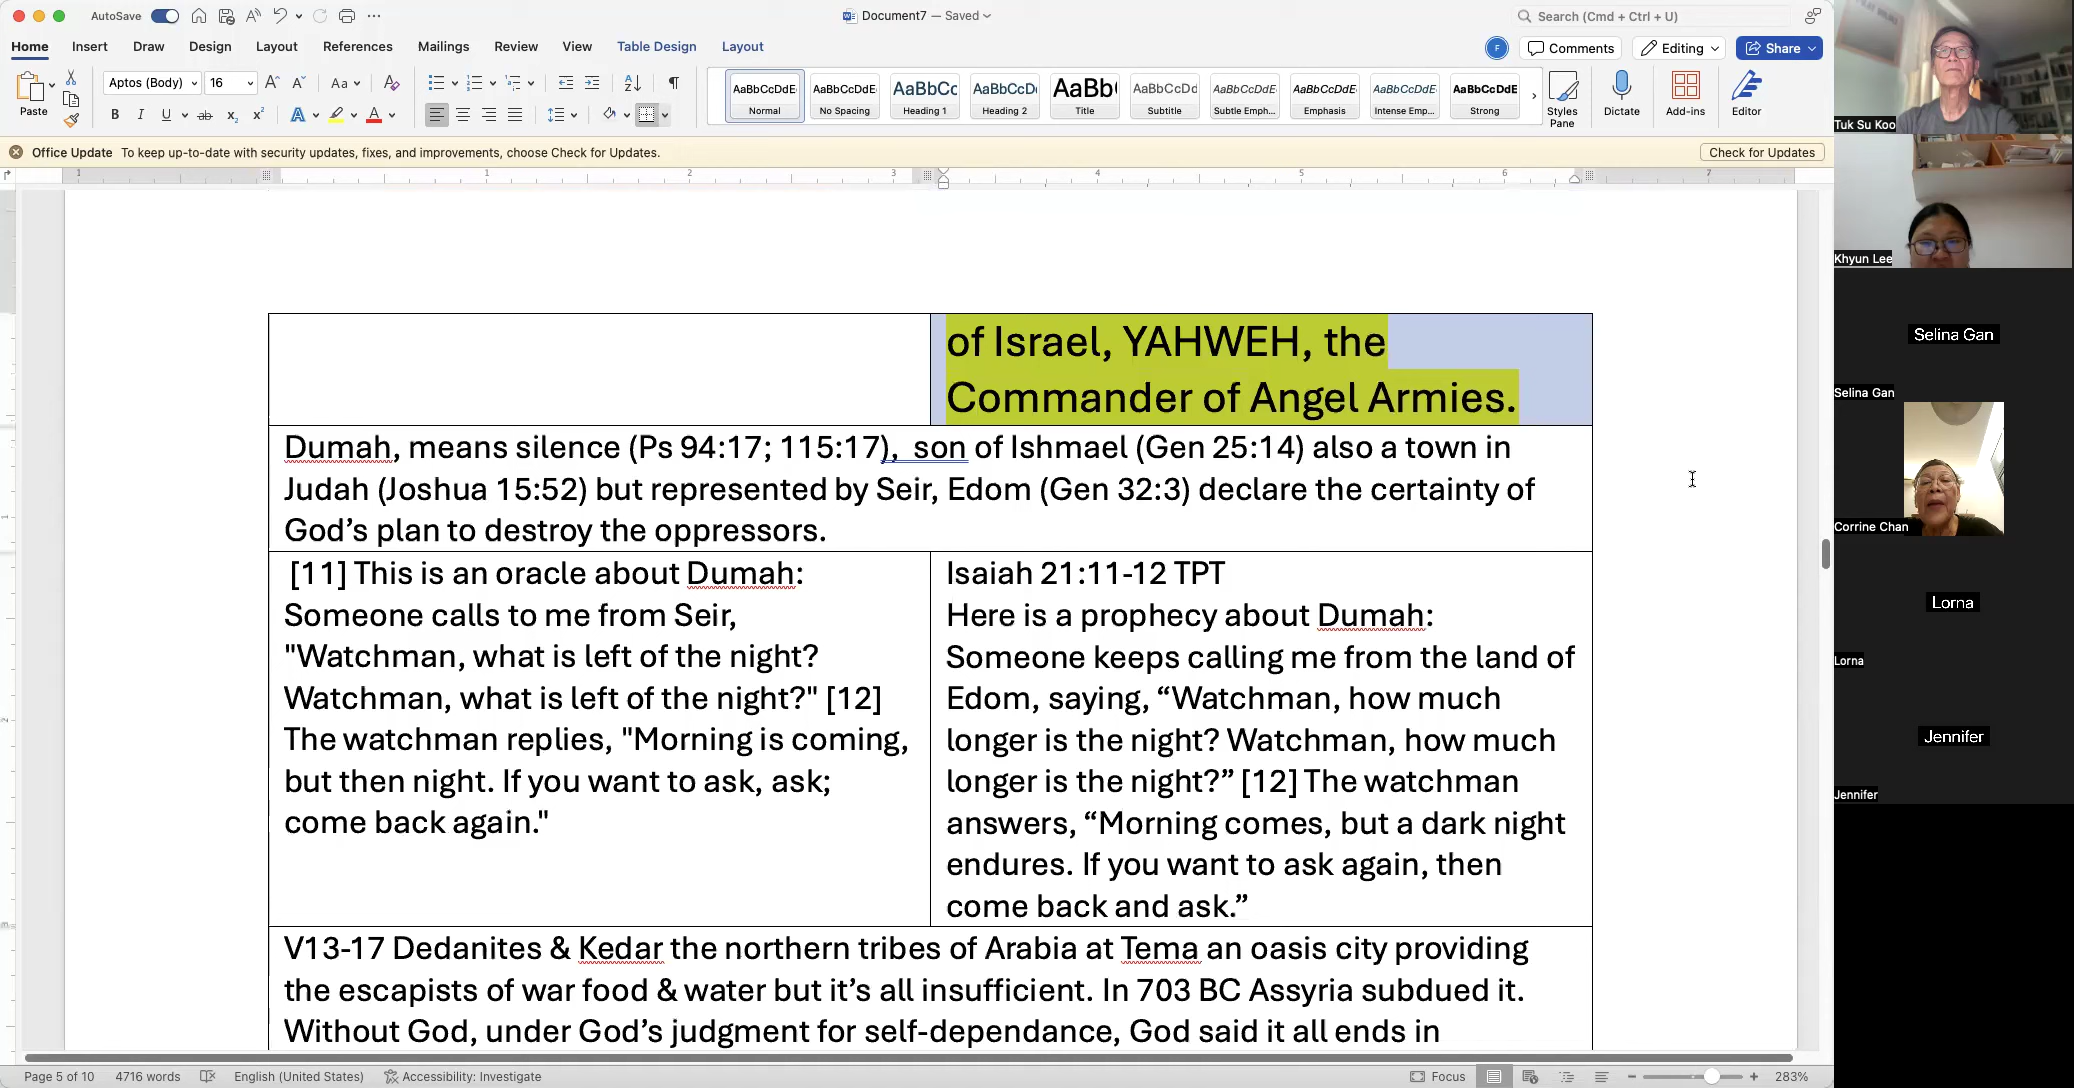 AutoSave
Document7 — Saved
Search (Cmd + Ctrl + U)
Home Insert Draw Design Layout References Mailings Review View Table Design Layout
F Comments Editing Share
Paste
Aptos (Body) 16
AaBbCcDdE Normal
AaBbCcDdE No Spacing
AaBbCc Heading 1
AaBbCcD Heading 2
AaBb Title
AaBbCcDd Subtitle
AaBbCcDdE Subtle Emph...
AaBbCcDdE Emphasis
AaBbCcDdE Intense Emp...
AaBbCcDdE Strong
Styles Pane
Dictate
Add-ins
Editor
Office Update To keep up-to-date with security updates, fixes, and improvements, choose Check for Updates.
Check for Updates
1 1 2 3 4 5 6 7
of Israel, YAHWEH, the
Commander of Angel Armies.
Dumah, means silence (Ps 94:17; 115:17), son of Ishmael (Gen 25:14) also a town in
Judah (Joshua 15:52) but represented by Seir, Edom (Gen 32:3) declare the certainty of
God’s plan to destroy the oppressors.
[11] This is an oracle about Dumah:
Someone calls to me from Seir,
"Watchman, what is left of the night?
Watchman, what is left of the night?" [12]
The watchman replies, "Morning is coming,
but then night. If you want to ask, ask;
come back again."
Isaiah 21:11-12 TPT
Here is a prophecy about Dumah:
Someone keeps calling me from the land of
Edom, saying, “Watchman, how much
longer is the night? Watchman, how much
longer is the night?” [12] The watchman
answers, “Morning comes, but a dark night
endures. If you want to ask again, then
come back and ask.”
V13-17 Dedanites & Kedar the northern tribes of Arabia at Tema an oasis city providing
the escapists of war food & water but it’s all insufficient. In 703 BC Assyria subdued it.
Without God, under God’s judgment for self-dependance, God said it all ends in
Page 5 of 10 4716 words English (United States) Accessibility: Investigate
Focus 283%
Tuk Su Koo
Khyun Lee
Selina Gan
Selina Gan
Corrine Chan
Lorna
Lorna
Jennifer
Jennifer